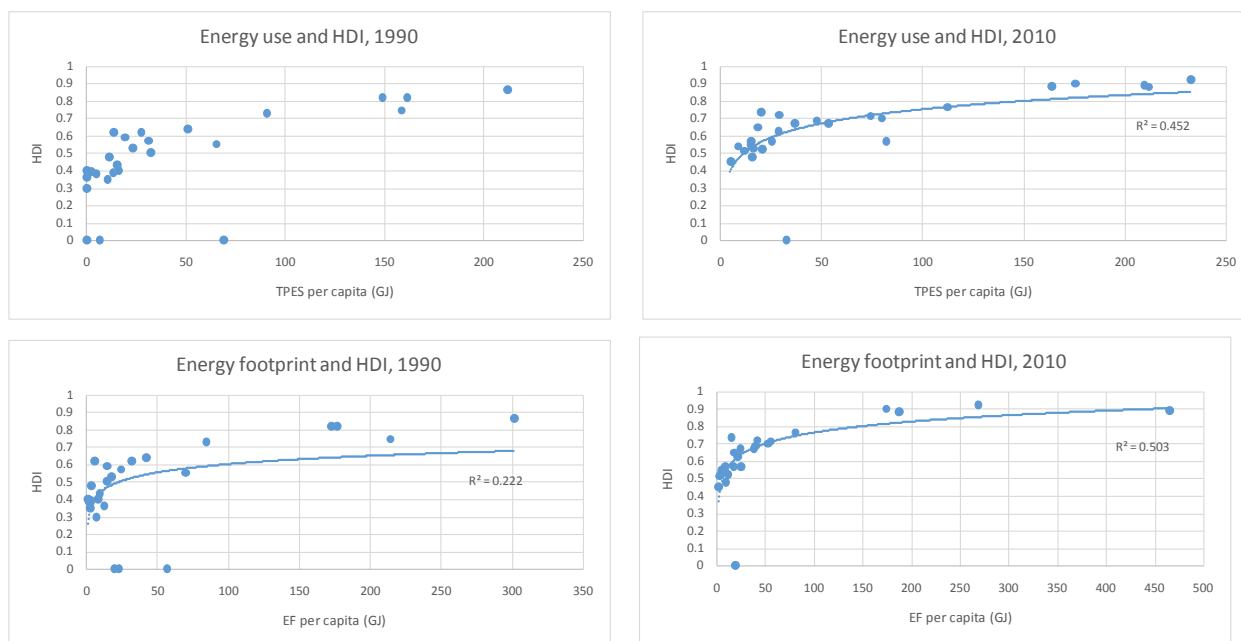 Energy use and HDI, 1990
1
0.9
0.8
0.7
0.6
0.5
0.4
0.3
0.2
0.1
0
HDI
0 50 100 150 200 250
TPES per capita (GJ)
Energy use and HDI, 2010
1
0.9
0.8
0.7
0.6
0.5
0.4
0.3
0.2
0.1
0
HDI
R² = 0.452
0 50 100 150 200 250
TPES per capita (GJ)
Energy footprint and HDI, 1990
1
0.9
0.8
0.7
0.6
0.5
0.4
0.3
0.2
0.1
0
HDI
R² = 0.222
0 50 100 150 200 250 300 350
EF per capita (GJ)
Energy footprint and HDI, 2010
1
0.9
0.8
0.7
0.6
0.5
0.4
0.3
0.2
0.1
0
HDI
R² = 0.503
0 50 100 150 200 250 300 350 400 450 500
EF per capita (GJ)